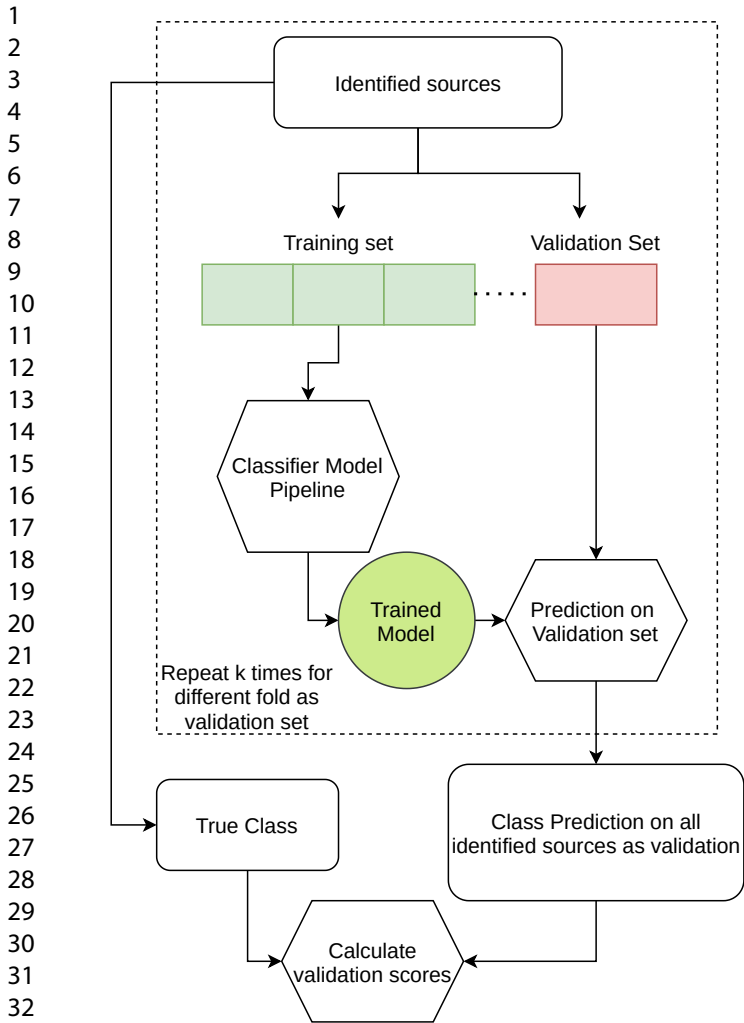 1
2
3
4
5
6
7
8
9
10
11
12
13
14
15
16
17
18
19
20
21
22
23
24
25
26
27
28
29
30
31
32
Identified sources
Training set
Validation Set
Classifier Model
Pipeline
Trained
Model
Prediction on
Validation set
Repeat k times for
different fold as
validation set
True Class
Class Prediction on all
identified sources as validation
Calculate
validation scores